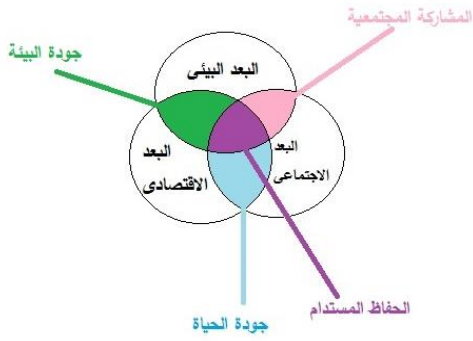 المشاركة المجتمعية
جودة البيئة
البعد البيئى
البعد
الاجتماعى
البعد
الاقتصادى
الحفاظ المستدام
جودة الحياة